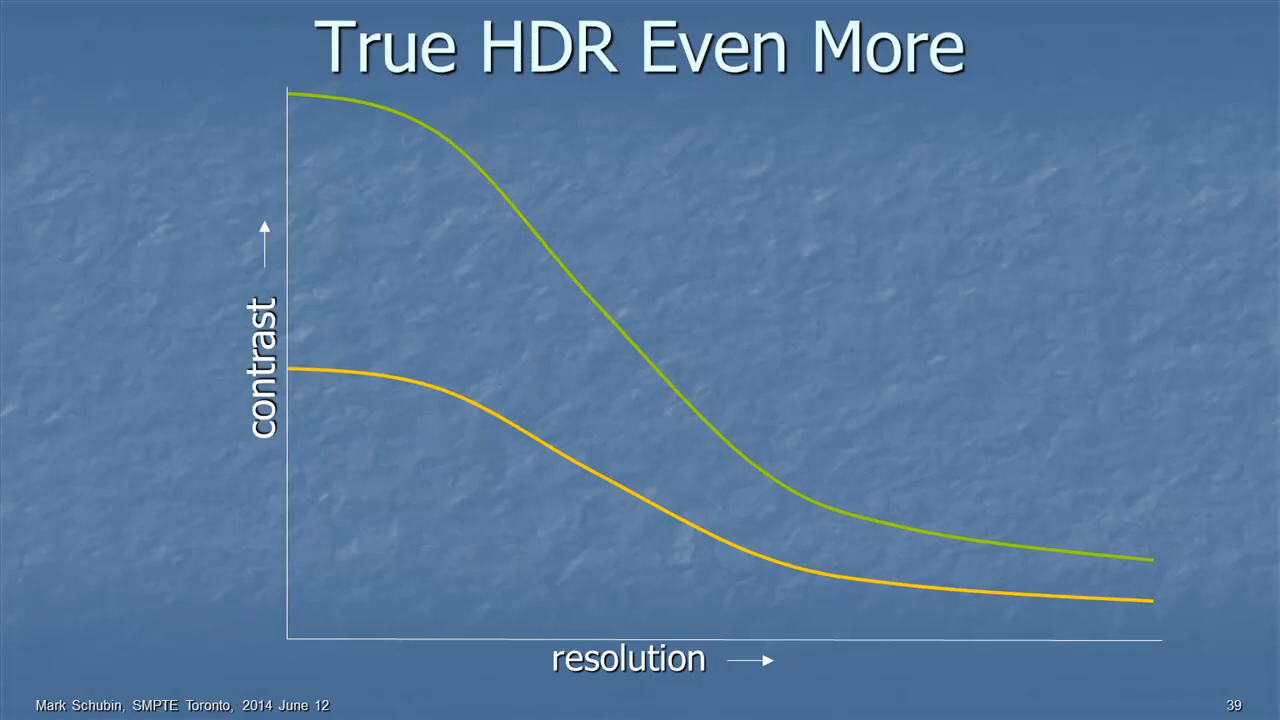 True HDR Even More
contrast
resolution
Mark Schubin, SMPTE Toronto, 2014 June 12
39